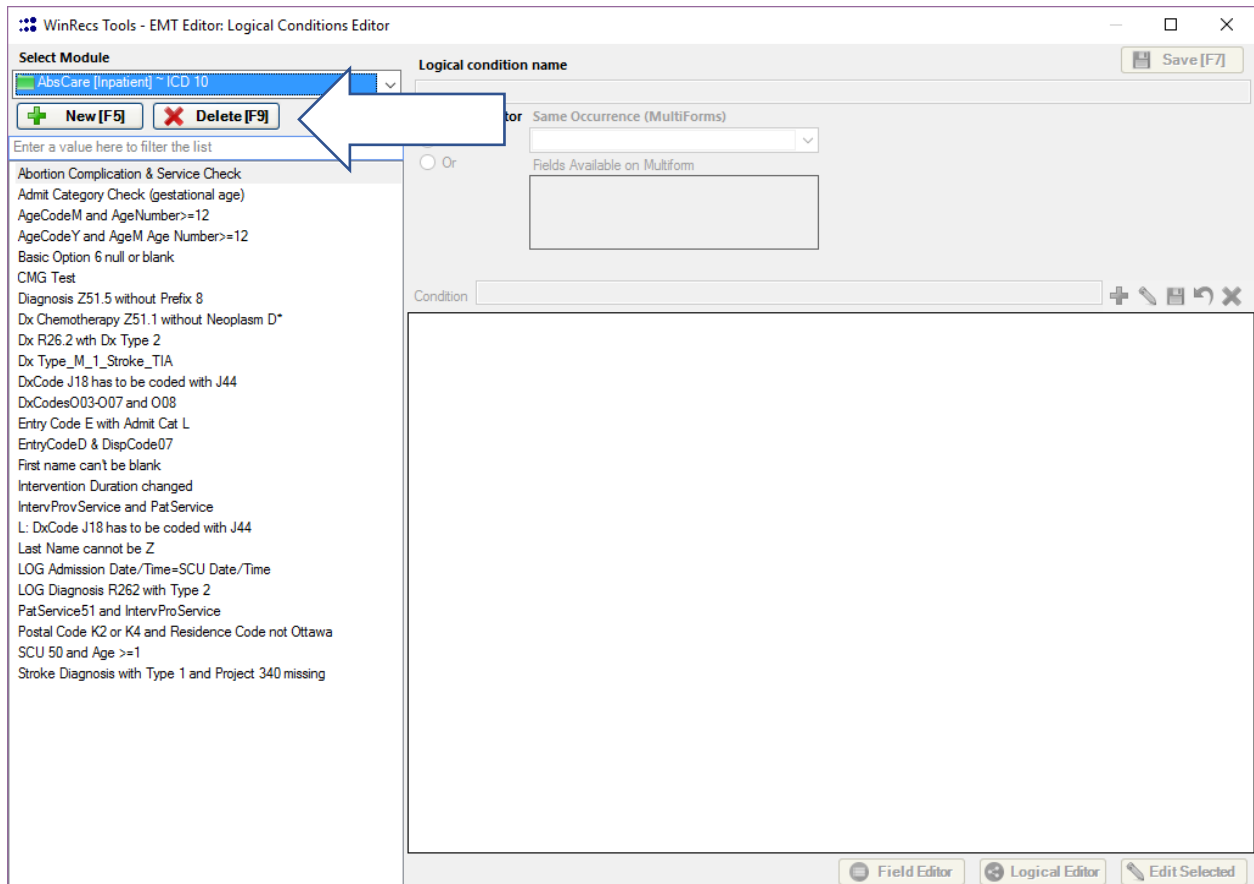 WinRecs Tools - EMT Editor: Logical Conditions Editor
Select Module
AbsCare [Inpatient] ~ ICD 10
New [F5]
Delete [F9]
Enter a value here to filter the list
Abortion Complication & Service Check
Admit Category Check (gestational age)
AgeCodeM and AgeNumber>=12
AgeCodeY and AgeM Age Number>=12
Basic Option 6 null or blank
CMG Test
Diagnosis Z51.5 without Prefix 8
Dx Chemotherapy Z51.1 without Neoplasm D*
Dx R26.2 wth Dx Type 2
Dx Type_M_1_Stroke_TIA
DxCode J18 has to be coded with J44
DxCodesO03-O07 and O08
Entry Code E with Admit Cat L
EntryCodeD & DispCode07
First name can't be blank
Intervention Duration changed
IntervProvService and PatService
L: DxCode J18 has to be coded with J44
Last Name cannot be Z
LOG Admission Date/Time=SCU Date/Time
LOG Diagnosis R262 with Type 2
PatService51 and IntervProService
Postal Code K2 or K4 and Residence Code not Ottawa
SCU 50 and Age >=1
Stroke Diagnosis with Type 1 and Project 340 missing
Logical condition name
Save [F7]
tor
Same Occurrence (MultiForms)
Or
Fields Available on Multiform
Condition
Field Editor
Logical Editor
Edit Selected